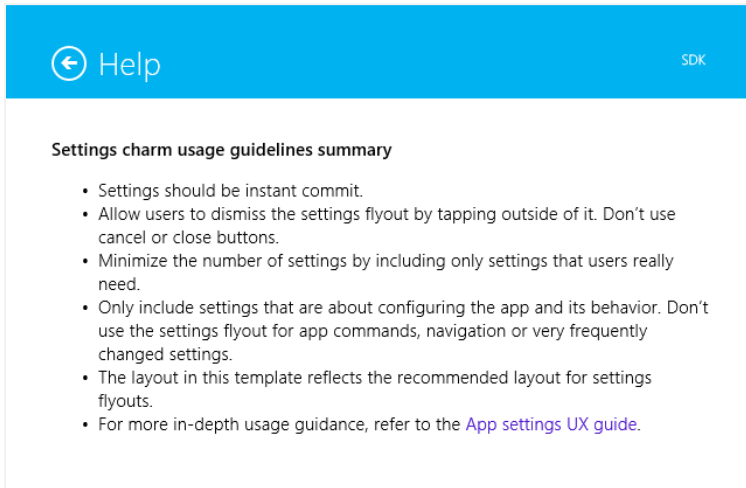 Help
SDK
Settings charm usage guidelines summary
• Settings should be instant commit.
• Allow users to dismiss the settings flyout by tapping outside of it. Don’t use
cancel or close buttons.
• Minimize the number of settings by including only settings that users really
need.
• Only include settings that are about configuring the app and its behavior. Don’t
use the settings flyout for app commands, navigation or very frequently
changed settings.
• The layout in this template reflects the recommended layout for settings
flyouts.
• For more in-depth usage guidance, refer to the App settings UX guide.